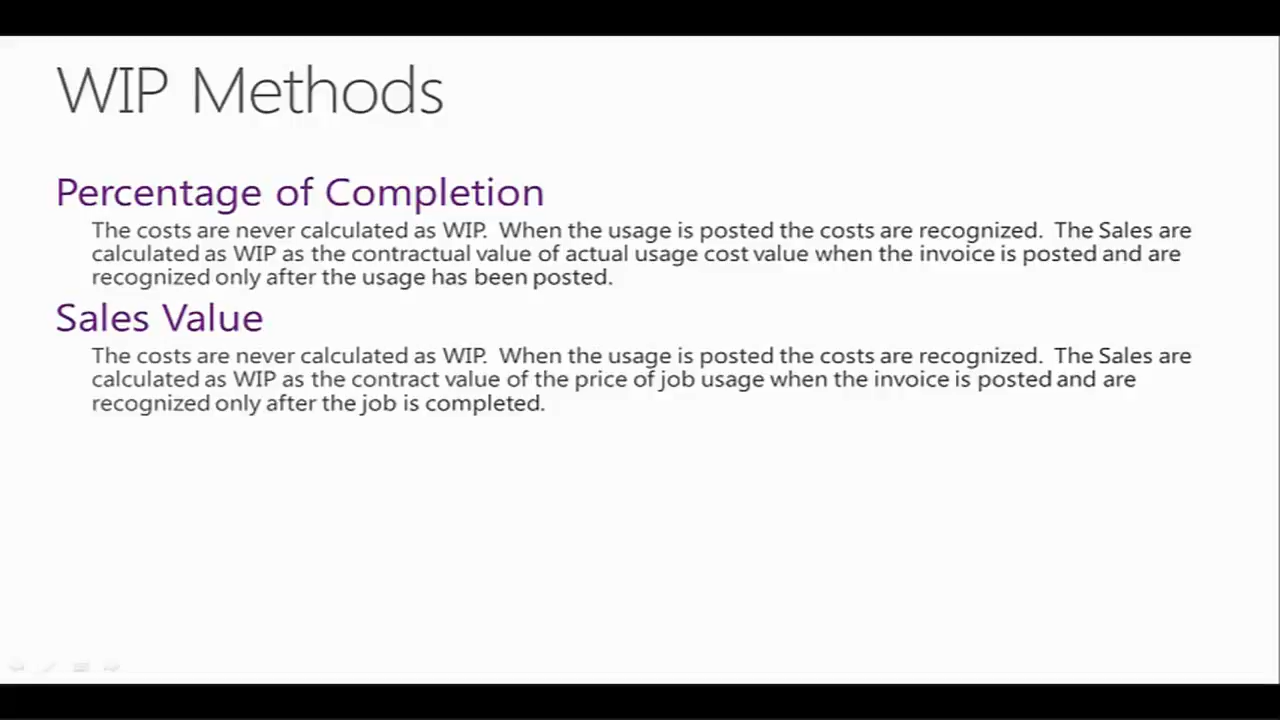 WIP Methods
Percentage of Completion
The costs are never calculated as WIP.  When the usage is posted the costs are recognized.  The Sales are
calculated as WIP as the contractual value of actual usage cost value when the invoice is posted and are
recognized only after the usage has been posted.
Sales Value
The costs are never calculated as WIP.  When the usage is posted the costs are recognized.  The Sales are
calculated as WIP as the contract value of the price of job usage when the invoice is posted and are
recognized only after the job is completed.